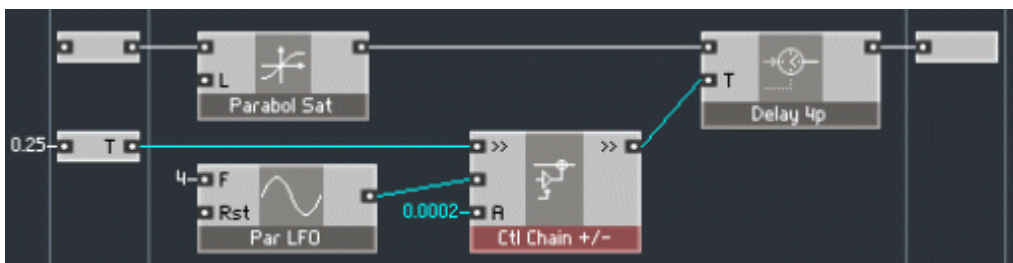 L
T
Parabol Sat
Delay 4p
0.25
T
>> >>
4
F
Rst
0.0002
A
Par LFO
Ctl Chain +/-